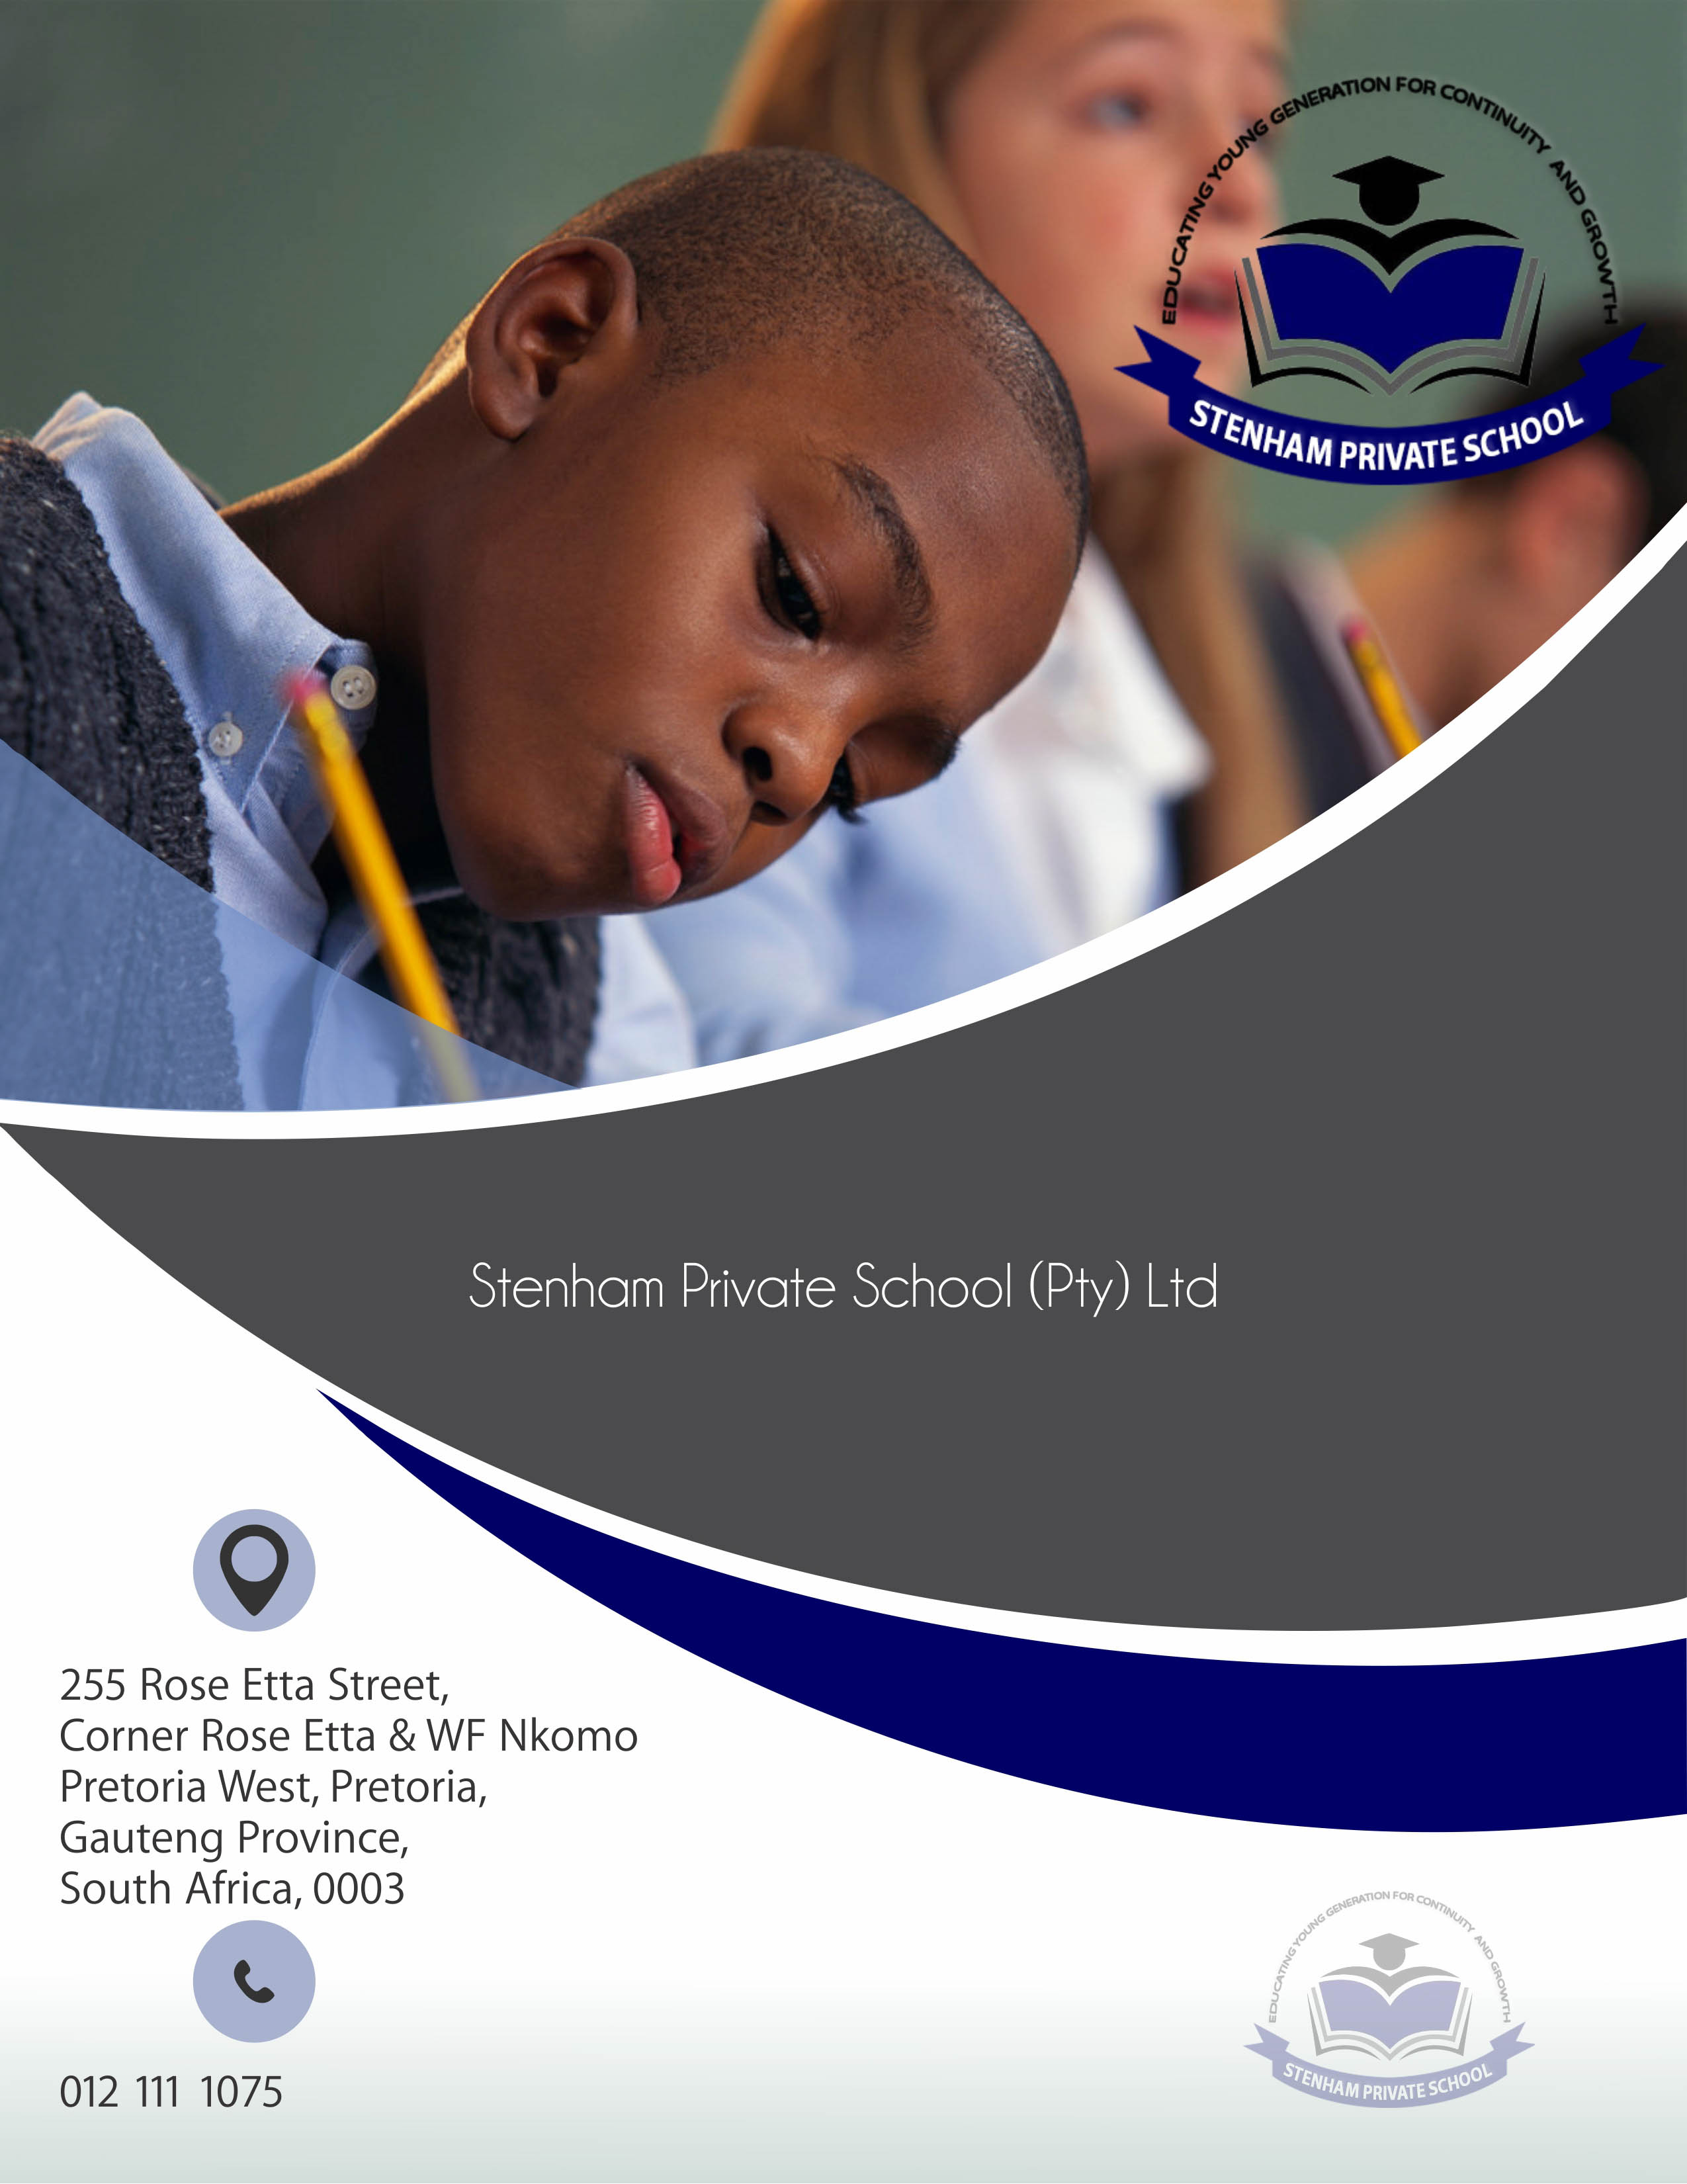 EDUCATING YOUNG GENERATION FOR CONTINUITY AND GROWTH
STENHAM PRIVATE SCHOOL
Stenham Private School (Pty) Ltd
255 Rose Etta Street,
Corner Rose Etta & WF Nkomo
Pretoria West, Pretoria,
Gauteng Province,
South Africa, 0003
012 111 1075
EDUCATING YOUNG GENERATION FOR CONTINUITY AND GROWTH
STENHAM PRIVATE SCHOOL